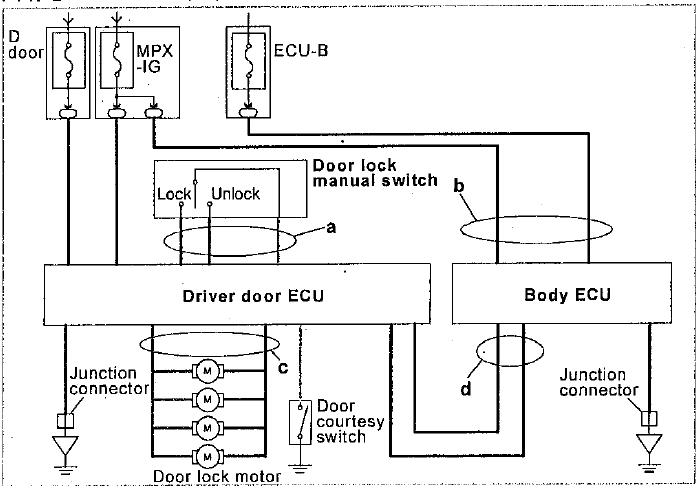 D
door
MPX
-IG
ECU-B
Door lock
manual switch
Lock
Unlock
a
b
Driver door ECU
Body ECU
c
d
Junction
connector
M
M
M
M
Door
courtesy
switch
Junction
connector
Door lock motor